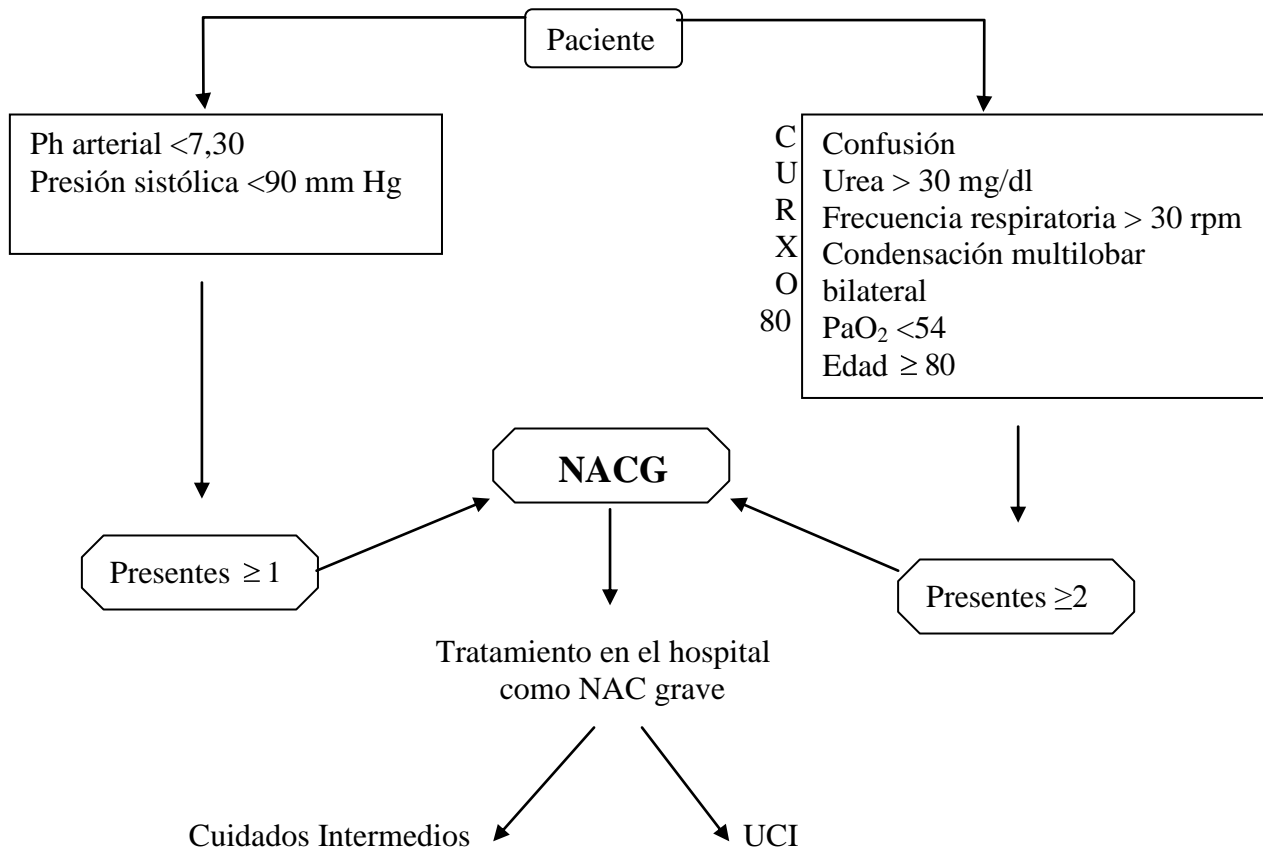 Paciente
Ph arterial <7,30
Presión sistólica <90 mm Hg
C
U
R
X
O
80
Confusión
Urea > 30 mg/dl
Frecuencia respiratoria > 30 rpm
Condensación multilobar
bilateral
PaO₂ <54
Edad ≥ 80
NACG
Presentes ≥ 1
Presentes ≥2
Tratamiento en el hospital
como NAC grave
Cuidados Intermedios
UCI